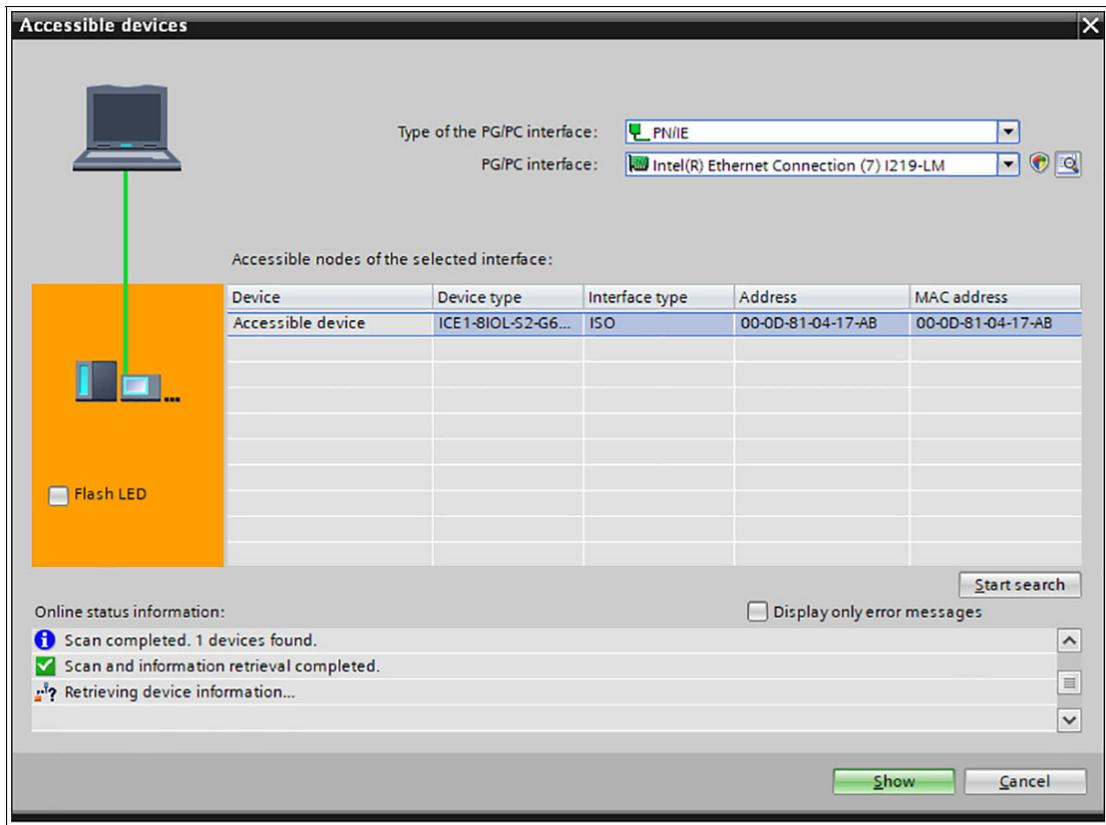 Accessible devices
Type of the PG/PC interface: PN/IE
PG/PC interface: Intel(R) Ethernet Connection (7) I219-LM
Accessible nodes of the selected interface:
Device Device type Interface type Address MAC address
Accessible device ICE1-8IOL-S2-G6... ISO 00-0D-81-04-17-AB 00-0D-81-04-17-AB
Flash LED
Start search
Online status information: Display only error messages
Scan completed. 1 devices found.
Scan and information retrieval completed.
Retrieving device information...
Show Cancel